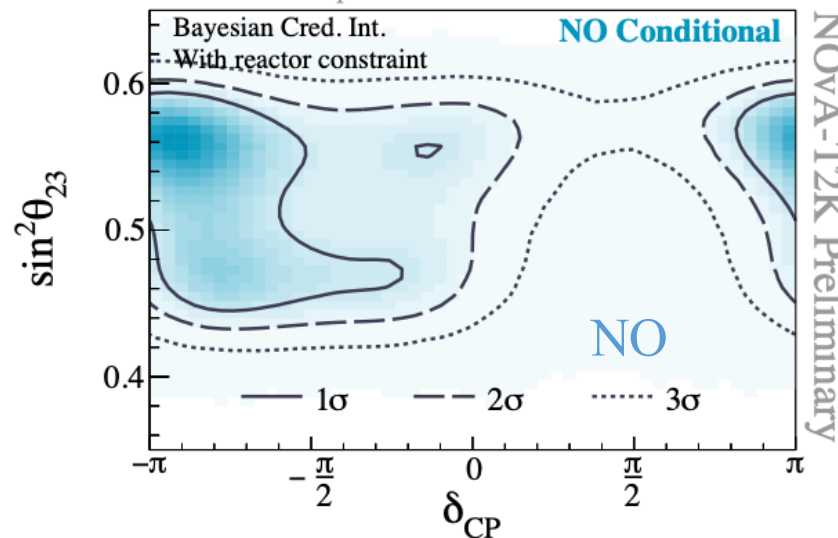 Bayesian Cred. Int.
With reactor constraint
NO Conditional
NOvA-T2K Preliminary
sin²θ₂₃
0.6
0.5
0.4
NO
1σ 2σ 3σ
−π −π/2 0 π/2 π
δ_CP